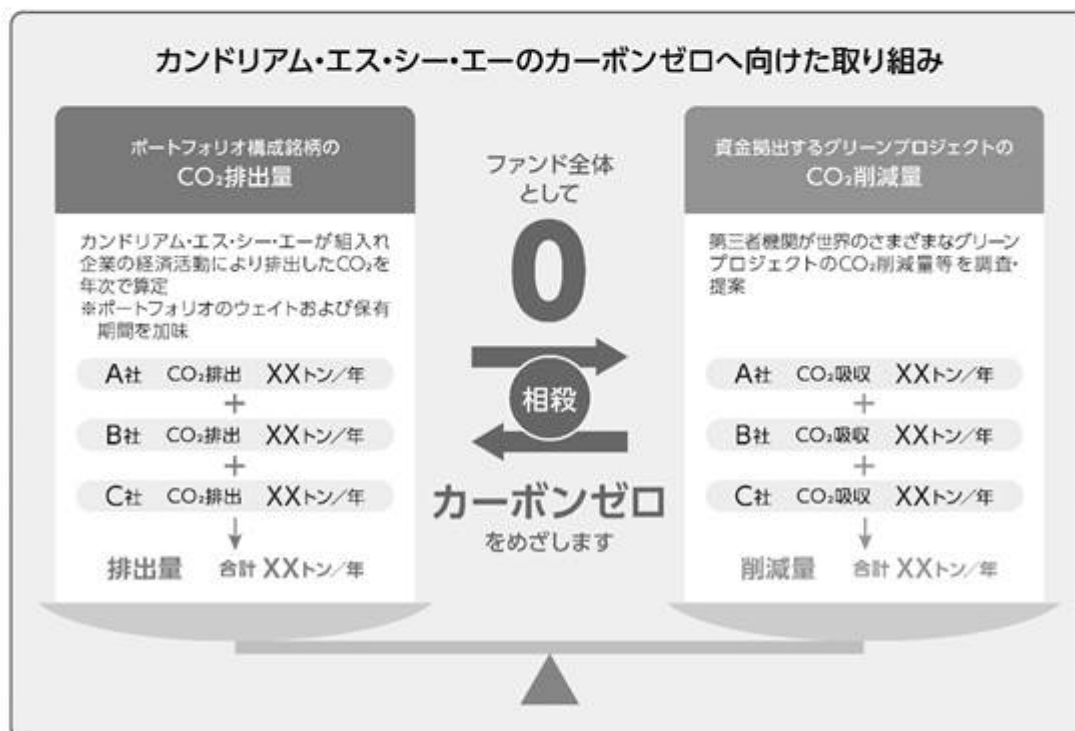 カンドリアム・エス・シー・エーのカーボンゼロへ向けた取り組み
ポートフォリオ構成銘柄の
CO₂排出量
カンドリアム・エス・シー・エーが組入れ
企業の経済活動により排出したCO₂を
年次で算定
※ポートフォリオのウェイトおよび保有
期間を加味
A社 CO₂排出 XXトン/年
+
B社 CO₂排出 XXトン/年
+
C社 CO₂排出 XXトン/年
排出量 合計 XXトン/年
ファンド全体
として
0
相殺
カーボンゼロ
をめざします
資金拠出するグリーンプロジェクトの
CO₂削減量
第三者機関が世界のさまざまなグリーン
プロジェクトのCO₂削減量等を調査・
提案
A社 CO₂吸収 XXトン/年
+
B社 CO₂吸収 XXトン/年
+
C社 CO₂吸収 XXトン/年
削減量 合計 XXトン/年